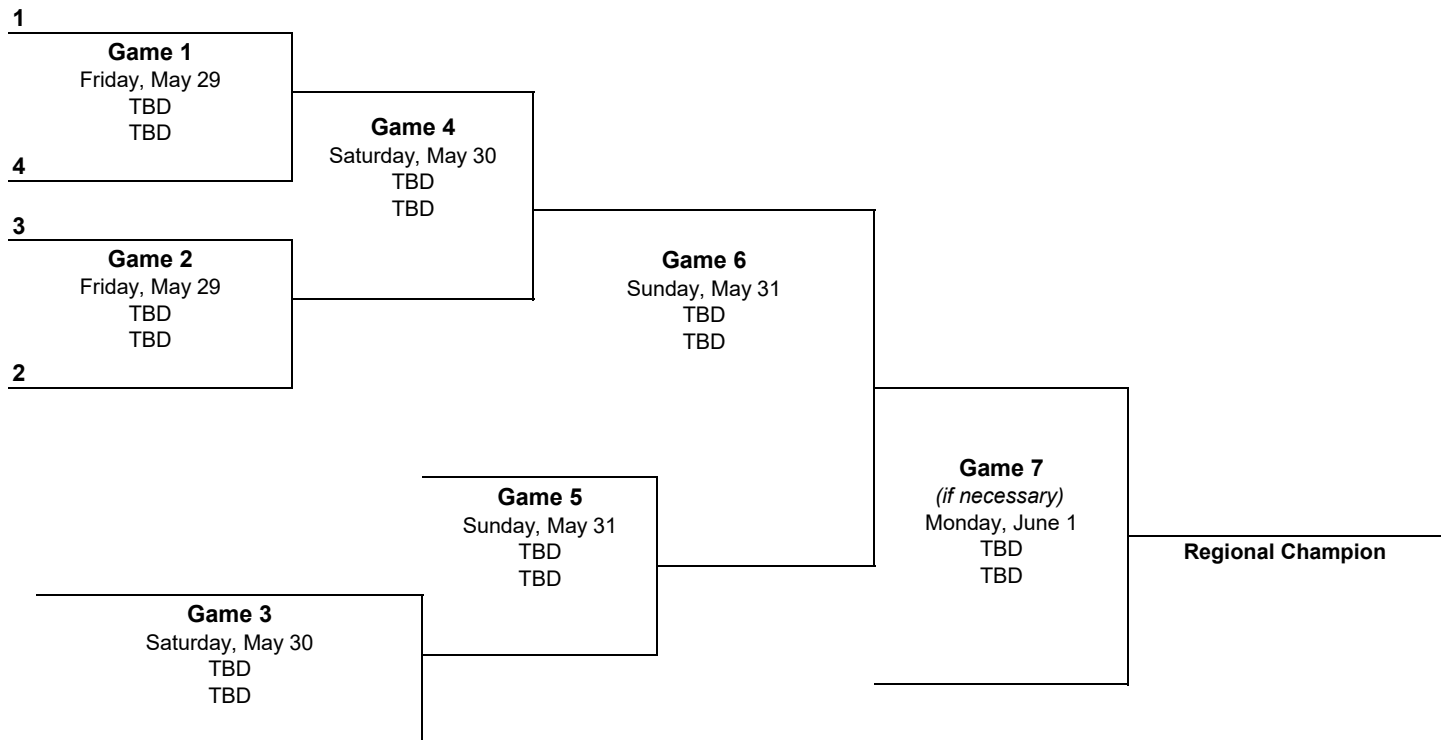 1
Game 1
Friday, May 29
TBD
TBD
4
3
Game 2
Friday, May 29
TBD
TBD
2
Game 4
Saturday, May 30
TBD
TBD
Game 6
Sunday, May 31
TBD
TBD
Game 5
Sunday, May 31
TBD
TBD
Game 3
Saturday, May 30
TBD
TBD
Game 7
(if necessary)
Monday, June 1
TBD
TBD
Regional Champion